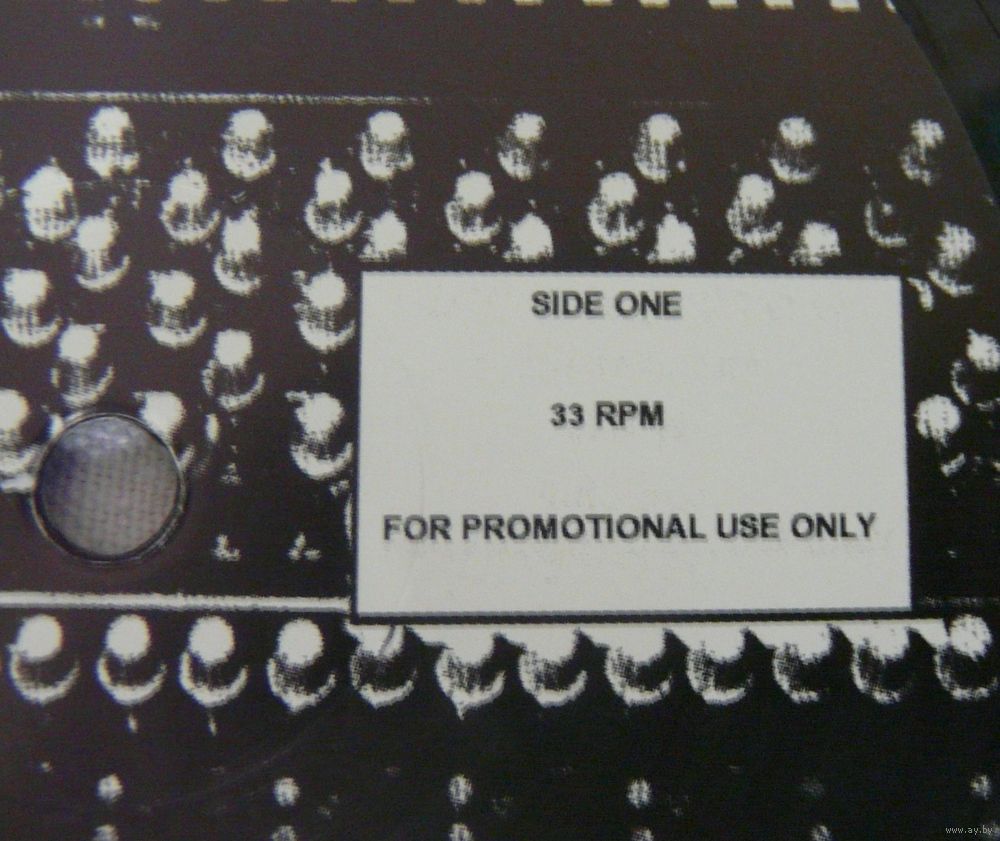 SIDE ONE
33 RPM
FOR PROMOTIONAL USE ONLY
www.ay.by